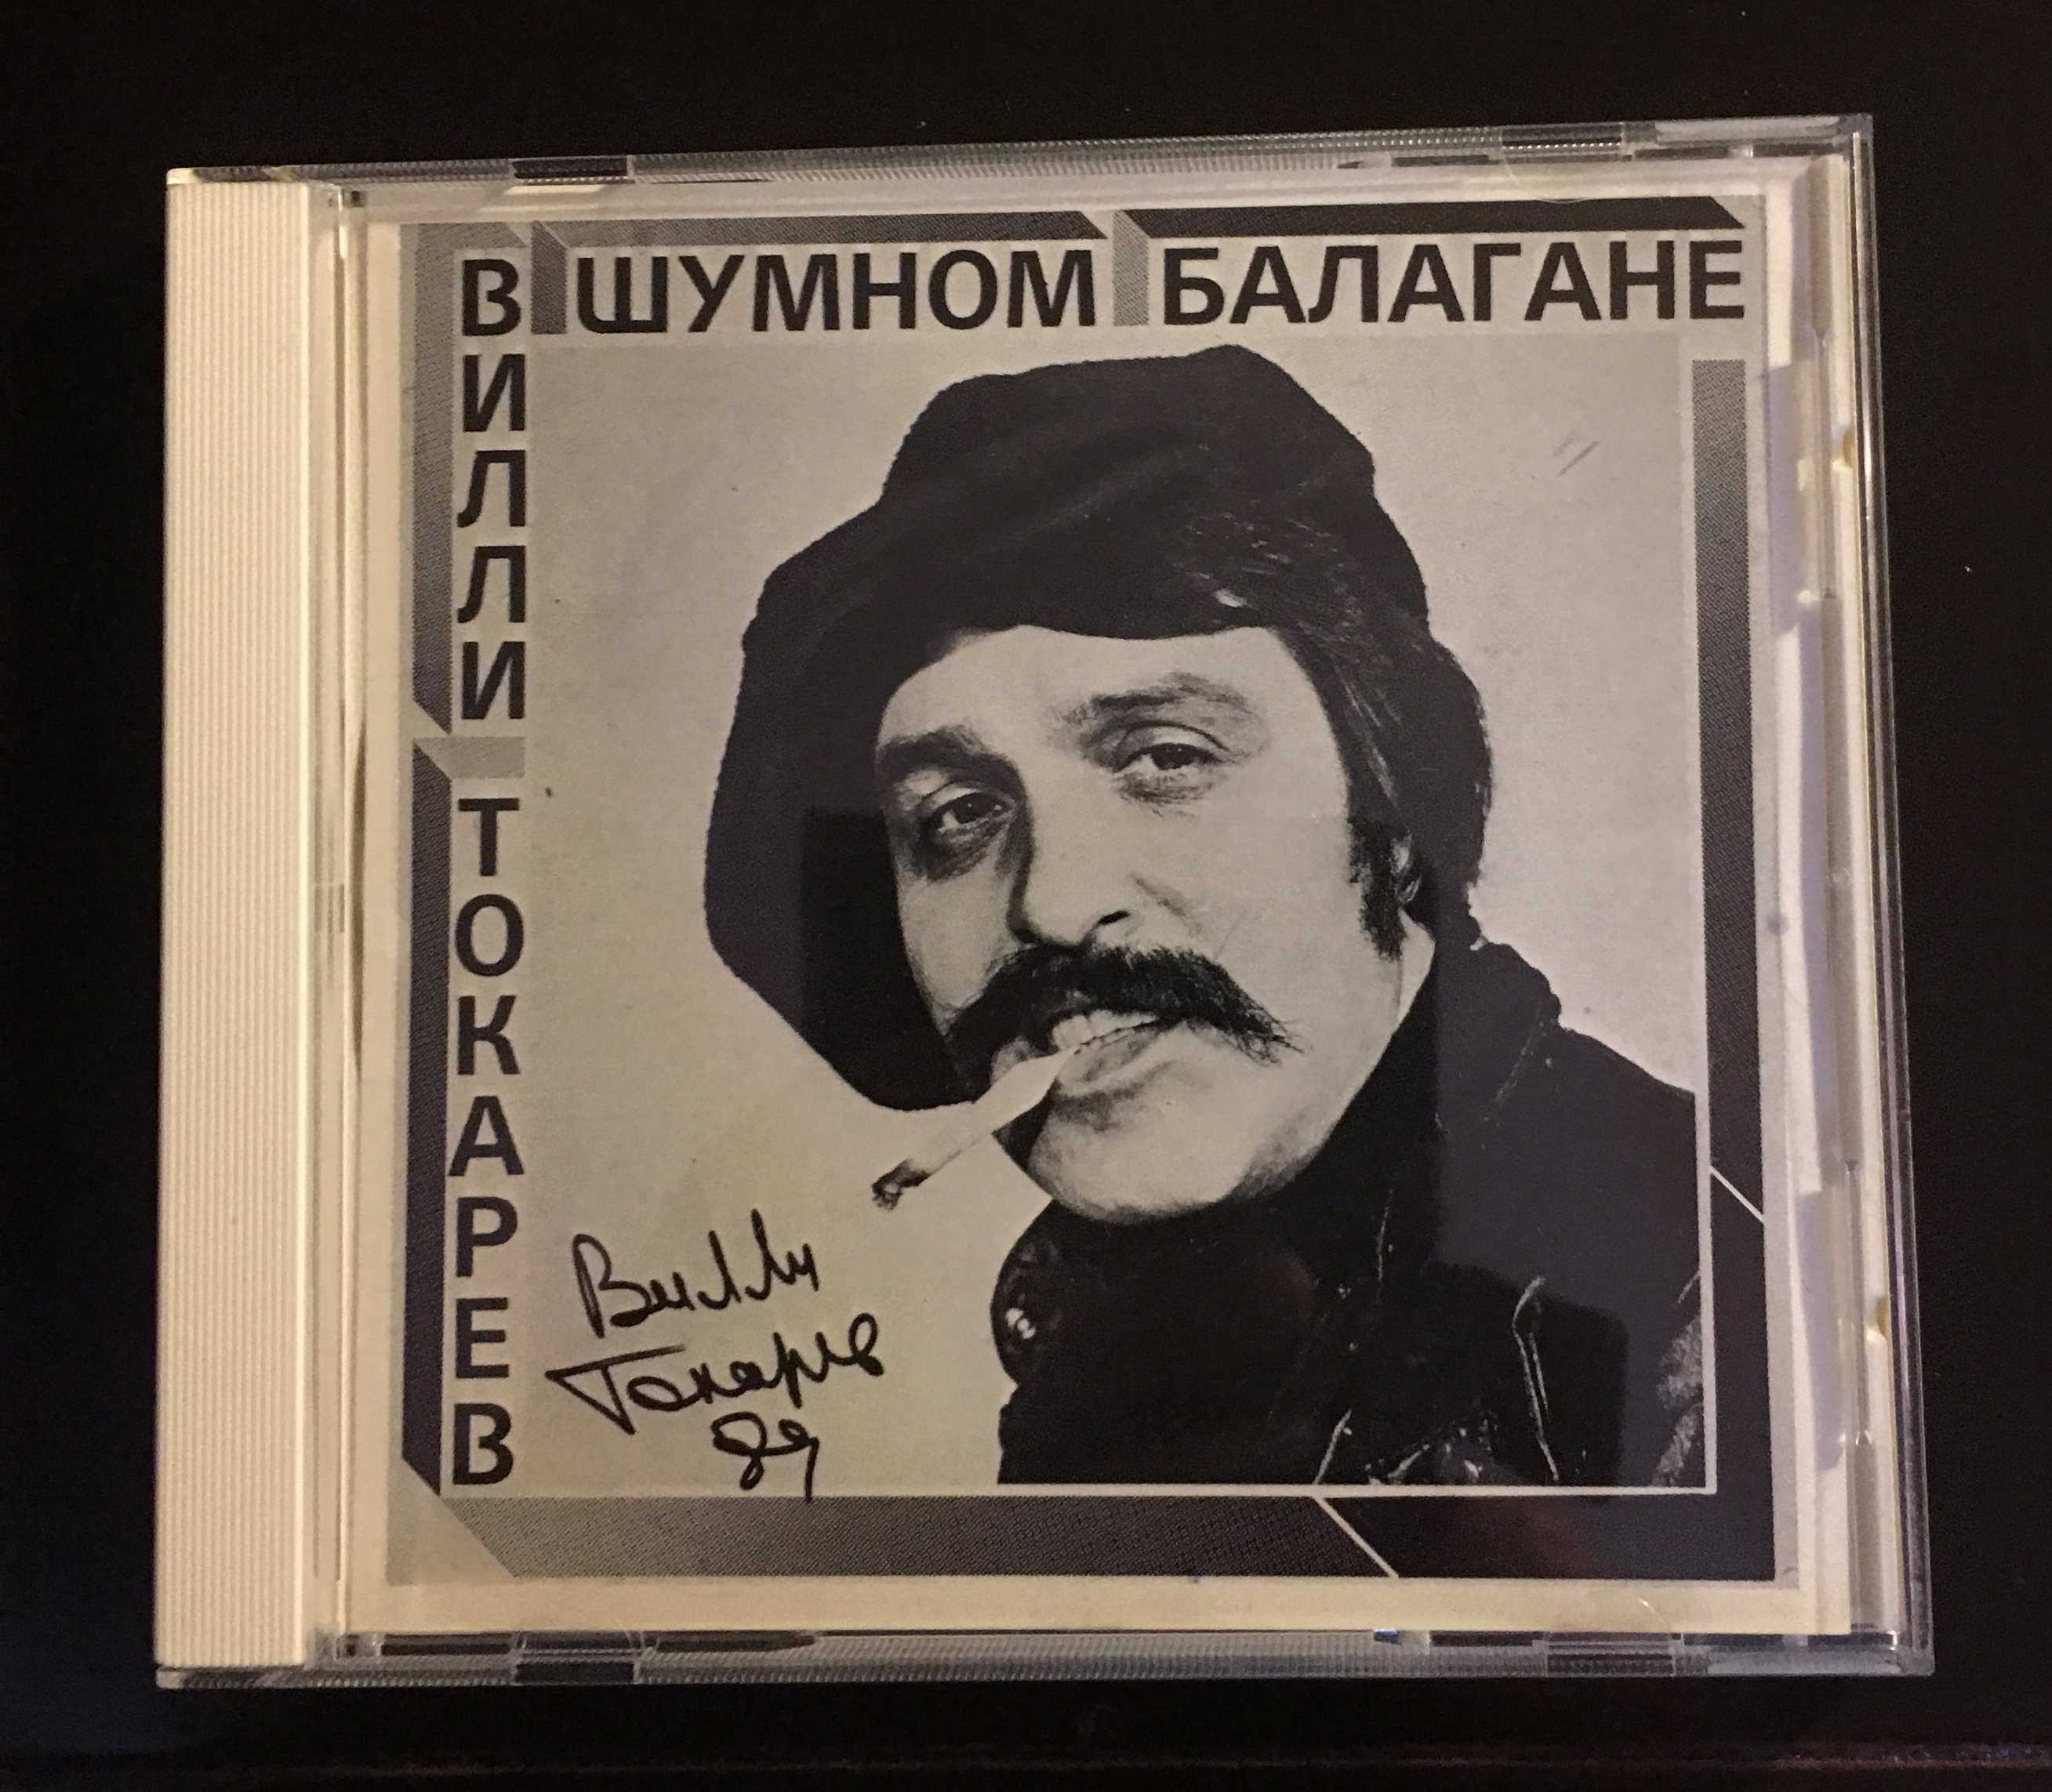 В ШУМНОМ БАЛАГАНЕ
ВИЛЛИ ТОКАРЕВ
Вилли
Токарев
89